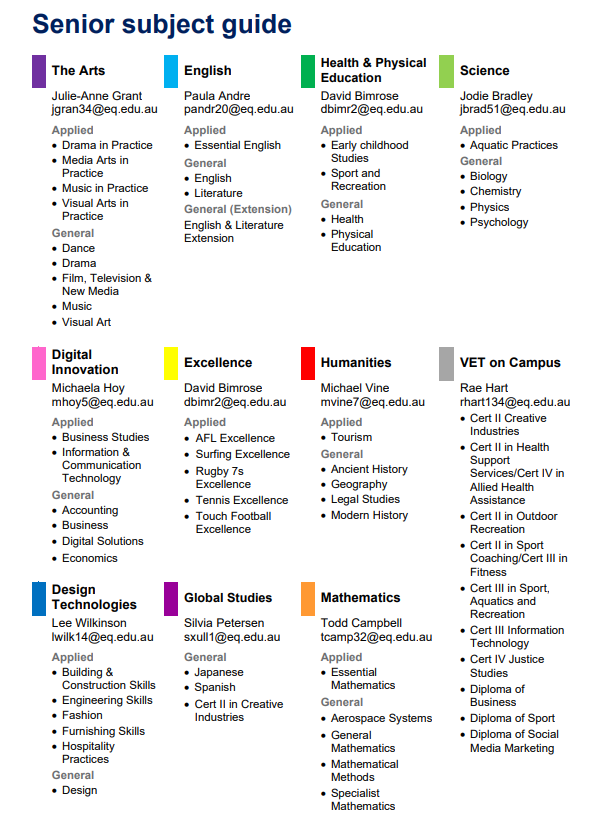 Senior subject guide
The Arts
Julie-Anne Grant
jgran34@eq.edu.au
Applied
• Drama in Practice
• Media Arts in
Practice
• Music in Practice
• Visual Arts in
Practice
General
• Dance
• Drama
• Film, Television &
New Media
• Music
• Visual Art
English
Paula Andre
pandr20@eq.edu.au
Applied
• Essential English
General
• English
• Literature
General (Extension)
English & Literature
Extension
Health & Physical
Education
David Bimrose
dbimr2@eq.edu.au
Applied
• Early childhood
Studies
• Sport and
Recreation
General
• Health
• Physical
Education
Science
Jodie Bradley
jbrad51@eq.edu.au
Applied
• Aquatic Practices
General
• Biology
• Chemistry
• Physics
• Psychology
Digital
Innovation
Michaela Hoy
mhoy5@eq.edu.au
Applied
• Business Studies
• Information &
Communication
Technology
General
• Accounting
• Business
• Digital Solutions
• Economics
Excellence
David Bimrose
dbimr2@eq.edu.au
Applied
• AFL Excellence
• Surfing Excellence
• Rugby 7s
Excellence
• Tennis Excellence
• Touch Football
Excellence
Humanities
Michael Vine
mvine7@eq.edu.au
Applied
• Tourism
General
• Ancient History
• Geography
• Legal Studies
• Modern History
VET on Campus
Rae Hart
rhart134@eq.edu.au
• Cert II Creative
Industries
• Cert II in Health
Support
Services/Cert IV in
Allied Health
Assistance
• Cert II in Outdoor
Recreation
• Cert II in Sport
Coaching/Cert III in
Fitness
• Cert III in Sport,
Aquatics and
Recreation
• Cert III Information
Technology
• Cert IV Justice
Studies
• Diploma of
Business
• Diploma of Sport
• Diploma of Social
Media Marketing
Design
Technologies
Lee Wilkinson
lwilk14@eq.edu.au
Applied
• Building &
Construction Skills
• Engineering Skills
• Fashion
• Furnishing Skills
• Hospitality
Practices
General
• Design
Global Studies
Silvia Petersen
sxull1@eq.edu.au
General
• Japanese
• Spanish
• Cert II in Creative
Industries
Mathematics
Todd Campbell
tcamp32@eq.edu.au
Applied
• Essential
Mathematics
General
• Aerospace Systems
• General
Mathematics
• Mathematical
Methods
• Specialist
Mathematics